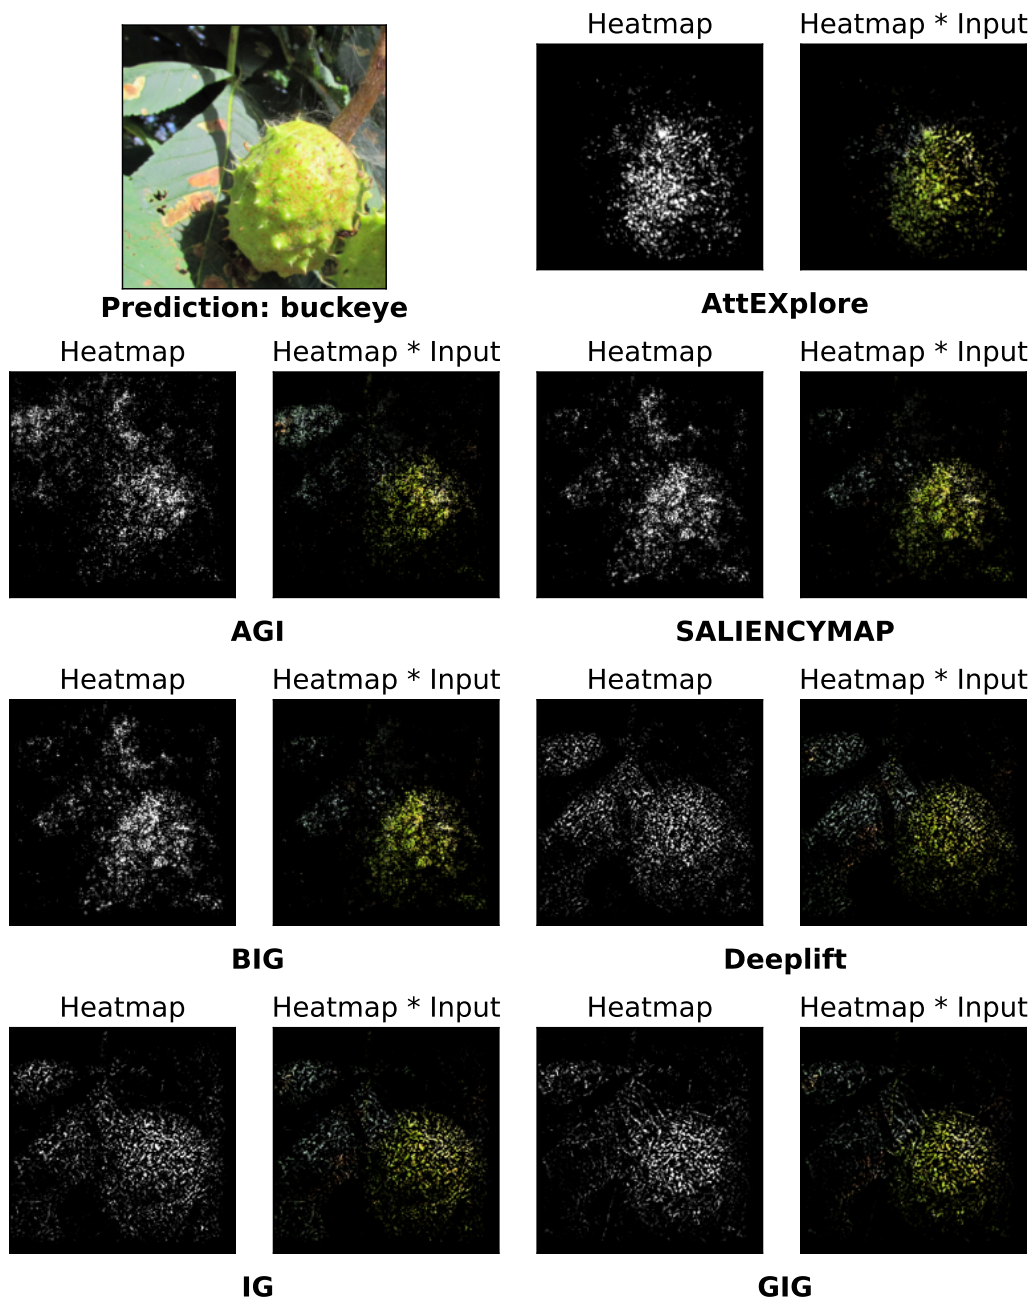 Heatmap Heatmap * Input
Prediction: buckeye
AttEXplore
Heatmap Heatmap * Input Heatmap Heatmap * Input
AGI SALIENCYMAP
Heatmap Heatmap * Input Heatmap Heatmap * Input
BIG Deeplift
Heatmap Heatmap * Input Heatmap Heatmap * Input
IG GIG